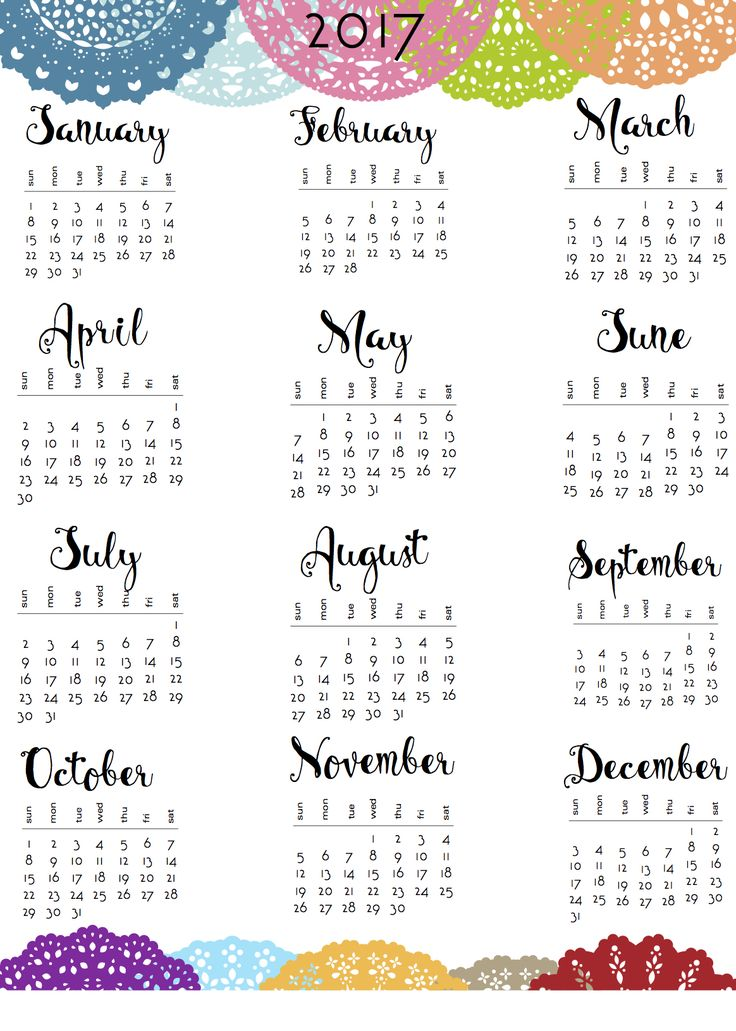 2017
January
sun mon tue wed thu fri sat
1 2 3 4 5 6 7
8 9 10 11 12 13 14
15 16 17 18 19 20 21
22 23 24 25 26 27 28
29 30 31
February
sun mon tue wed thu fri sat
1 2 3 4
5 6 7 8 9 10 11
12 13 14 15 16 17 18
19 20 21 22 23 24 25
26 27 28
March
sun mon tue wed thu fri sat
1 2 3 4
5 6 7 8 9 10 11
12 13 14 15 16 17 18
19 20 21 22 23 24 25
26 27 28 29 30 31
April
sun mon tue wed thu fri sat
1
2 3 4 5 6 7 8
9 10 11 12 13 14 15
16 17 18 19 20 21 22
23 24 25 26 27 28 29
30
May
sun mon tue wed thu fri sat
1 2 3 4 5 6
7 8 9 10 11 12 13
14 15 16 17 18 19 20
21 22 23 24 25 26 27
28 29 30 31
June
sun mon tue wed thu fri sat
1 2 3
4 5 6 7 8 9 10
11 12 13 14 15 16 17
18 19 20 21 22 23 24
25 26 27 28 29 30
July
sun mon tue wed thu fri sat
1
2 3 4 5 6 7 8
9 10 11 12 13 14 15
16 17 18 19 20 21 22
23 24 25 26 27 28 29
30 31
August
sun mon tue wed thu fri sat
1 2 3 4 5
6 7 8 9 10 11 12
13 14 15 16 17 18 19
20 21 22 23 24 25 26
27 28 29 30 31
September
sun mon tue wed thu fri sat
1 2
3 4 5 6 7 8 9
10 11 12 13 14 15 16
17 18 19 20 21 22 23
24 25 26 27 28 29 30
October
sun mon tue wed thu fri sat
1 2 3 4 5 6 7
8 9 10 11 12 13 14
15 16 17 18 19 20 21
22 23 24 25 26 27 28
29 30 31
November
sun mon tue wed thu fri sat
1 2 3 4
5 6 7 8 9 10 11
12 13 14 15 16 17 18
19 20 21 22 23 24 25
26 27 28 29 30
December
sun mon tue wed thu fri sat
1 2
3 4 5 6 7 8 9
10 11 12 13 14 15 16
17 18 19 20 21 22 23
24 25 26 27 28 29 30
31